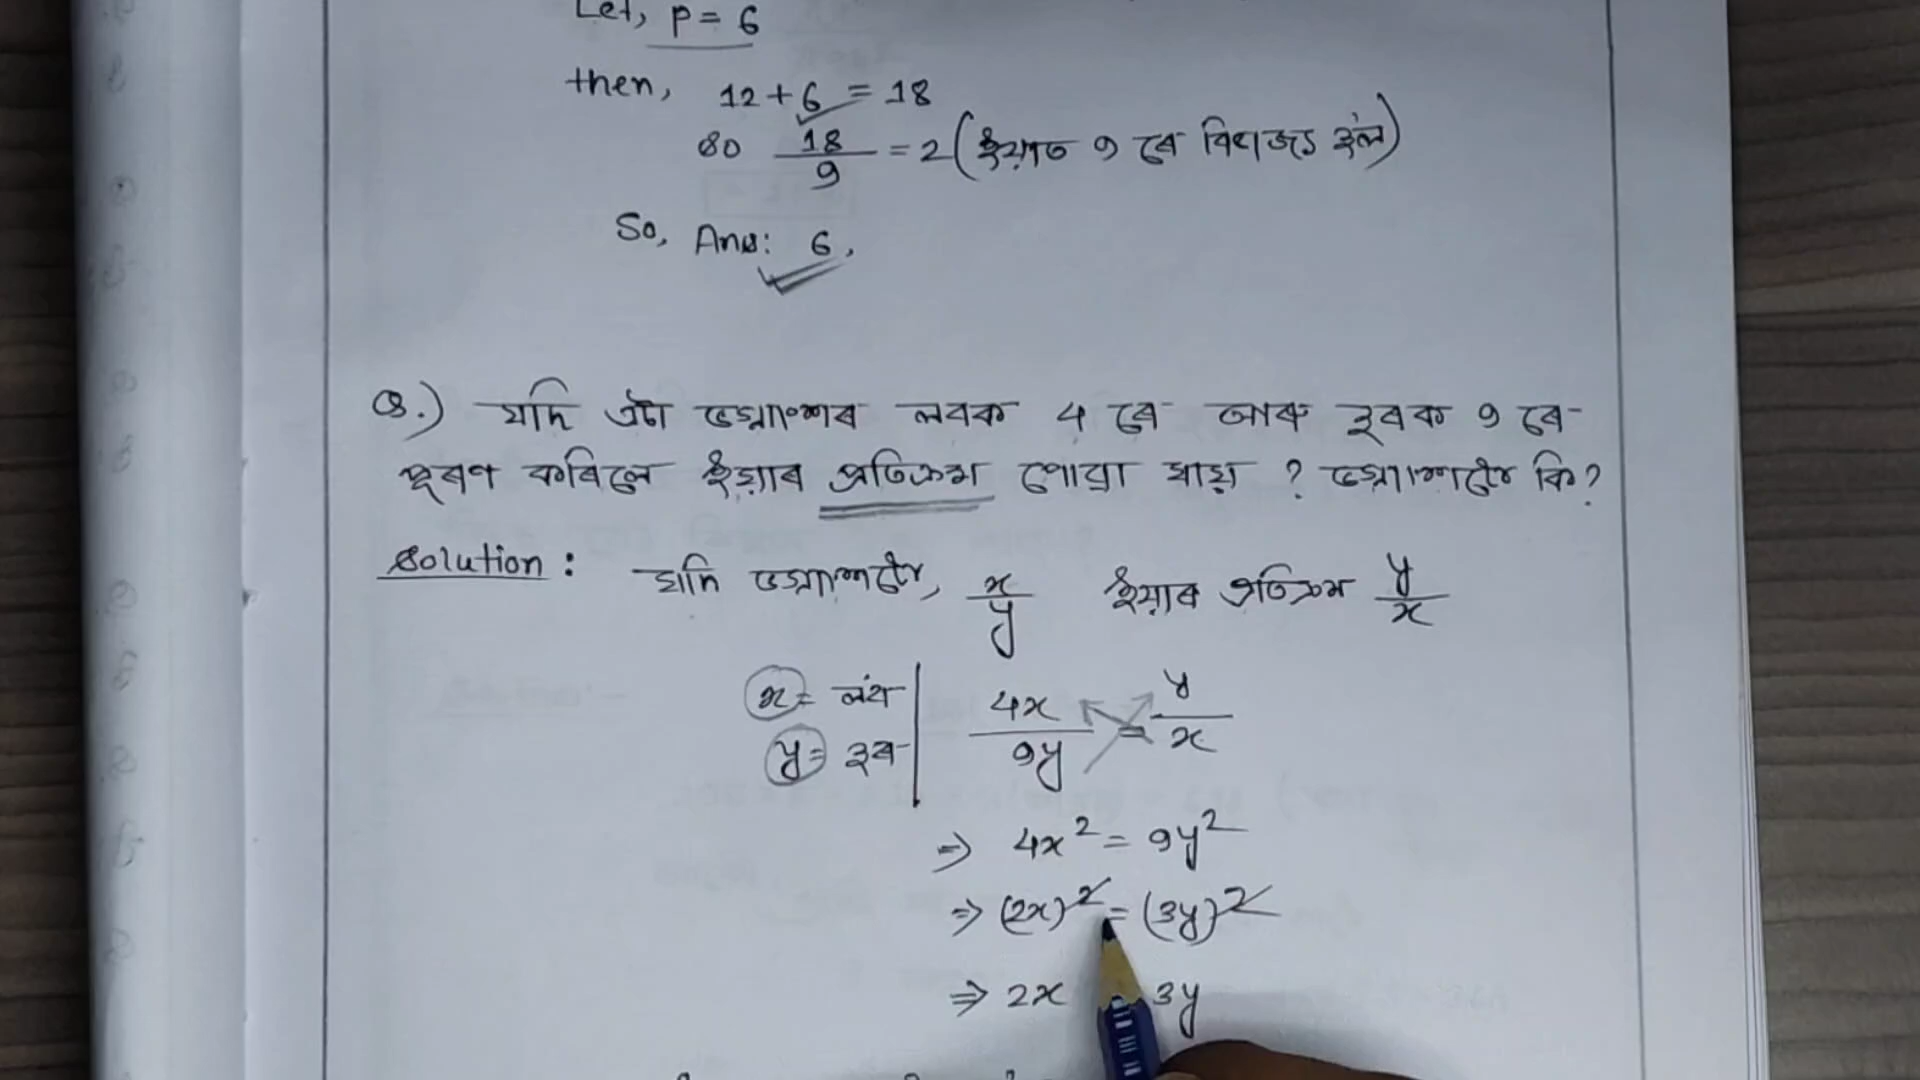 Let, p = 6
then, 12 + 6 = 18
so 18/9 = 2 (ইয়াত 9 ৰে বিভাজ্য হ'ল)
So, Ans: 6.
Q.) যদি এটা ভগ্নাংশৰ লবক 4 ৰে আৰু হৰক 9 ৰে
পূৰণ কৰিলে ইয়াৰ প্ৰতিক্ৰম পোৱা যায় ? ভগ্নাংশটো কি?
Solution : যদি ভগ্নাংশটো, x/y ইয়াৰ প্ৰতিক্ৰম y/x
x = লব
y = হৰ
4x/9y = y/x
⇒ 4x² = 9y²
⇒ (2x)² = (3y)²
⇒ 2x 3y